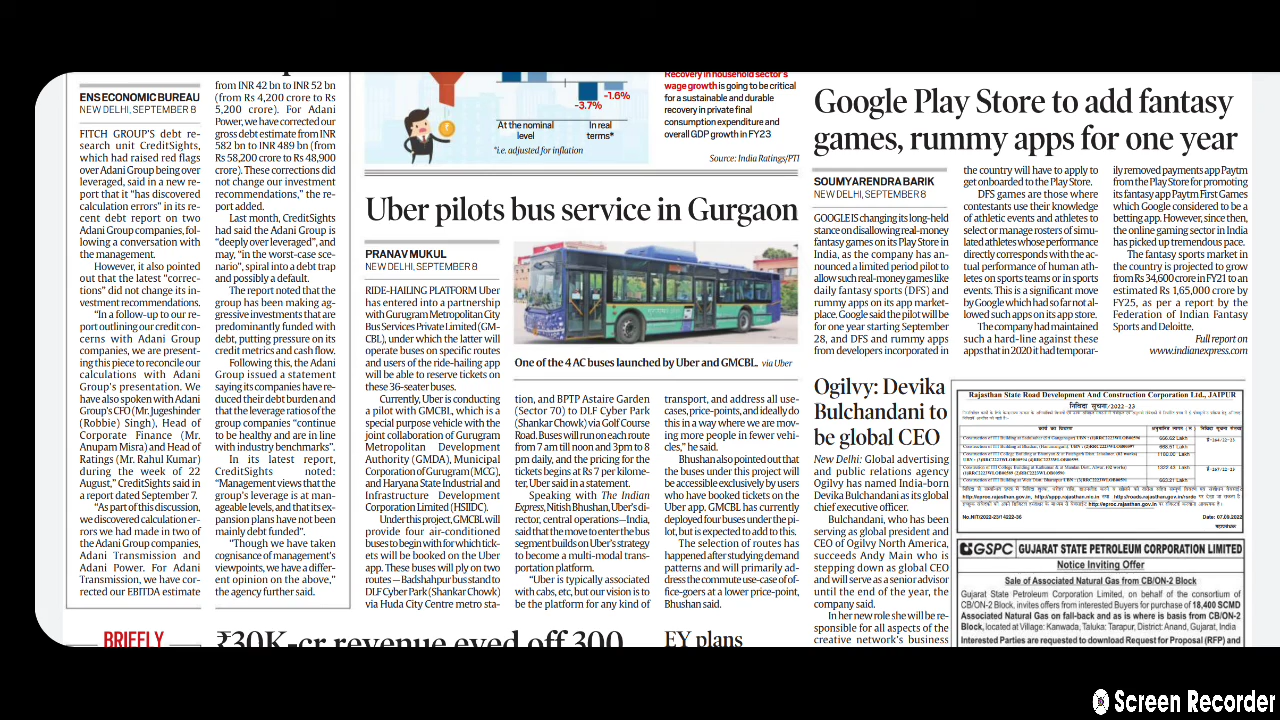 ENS ECONOMIC BUREAU
NEW DELHI, SEPTEMBER 8
FITCH GROUP'S debt re-
search unit CreditSights,
which had raised red flags
over Adani Group being over
leveraged, said in a new re-
port that it "has discovered
calculation errors" in its re-
cent debt report on two
Adani Group companies, fol-
lowing a conversation with
the management.
However, it also pointed
out that the latest "correc-
tions" did not change its in-
vestment recommendations.
"In a follow-up to our re-
port outlining our credit con-
cerns with Adani Group
companies, we are present-
ing this piece to reconcile our
calculations with Adani
Group's presentation. We
have also spoken with Adani
Group's CFO (Mr. Jugeshinder
(Robbie) Singh), Head of
Corporate Finance (Mr.
Anupam Misra) and Head of
Ratings (Mr. Rahul Kumar)
during the week of 22
August," CreditSights said in
a report dated September 7.
"As part of this discussion,
we discovered calculation er-
rors we had made in two of
the Adani Group companies,
Adani Transmission and
Adani Power. For Adani
Transmission, we have cor-
rected our EBITDA estimate
from INR 42 bn to INR 52 bn
(from Rs 4,200 crore to Rs
5,200 crore). For Adani
Power, we have corrected our
gross debt estimate from INR
582 bn to INR 489 bn (from
Rs 58,200 crore to Rs 48,900
crore). These corrections did
not change our investment
recommendations," the re-
port added.
Last month, CreditSights
had said the Adani Group is
"deeply over leveraged", and
may, "in the worst-case sce-
nario", spiral into a debt trap
and possibly a default.
The report noted that the
group has been making ag-
gressive investments that are
predominantly funded with
debt, putting pressure on its
credit metrics and cash flow.
Following this, the Adani
Group issued a statement
saying its companies have re-
duced their debt burden and
that the leverage ratios of the
group companies "continue
to be healthy and are in line
with industry benchmarks".
In its latest report,
CreditSights noted:
"Management believes the
group's leverage is at man-
ageable levels, and their ex-
pansion plans have not been
mainly debt funded".
"Though we have taken
cognisance of management's
viewpoints, we have a differ-
ent opinion on the above,"
the agency further said.
-3.7%
-1.6%
At the nominal
level
In real
terms*
*i.e. adjusted for inflation
Recovery in household sector's
wage growth is going to be critical
for a sustainable and durable
recovery in private final
consumption expenditure and
overall GDP growth in FY23
Source: India Ratings/PTI
Uber pilots bus service in Gurgaon
PRANAV MUKUL
NEW DELHI, SEPTEMBER 8
RIDE-HAILING PLATFORM Uber
has entered into a partnership
with Gurugram Metropolitan City
Bus Services Private Limited (GM-
CBL), under which the latter will
operate buses on specific routes
and users of the ride-hailing app
will be able to reserve tickets on
these 36-seater buses.
Currently, Uber is conducting
a pilot with GMCBL, which is a
special purpose vehicle with the
joint collaboration of Gurugram
Metropolitan Development
Authority (GMDA), Municipal
Corporation of Gurugram (MCG),
and Haryana State Industrial and
Infrastructure Development
Corporation Limited (HSIIDC).
Under this project, GMCBL will
provide four air-conditioned
buses to begin with for which tick-
ets will be booked on the Uber
app. These buses will ply on two
routes — Badshahpur bus stand to
DLF Cyber Park (Shankar Chowk)
via Huda City Centre metro sta-
One of the 4 AC buses launched by Uber and GMCBL. via Uber
tion, and BPTP Astaire Garden
(Sector 70) to DLF Cyber Park
(Shankar Chowk) via Golf Course
Road. Buses will run on each route
from 7 am till noon and 3pm to 8
pm daily, and the pricing for the
tickets begins at Rs 7 per kilome-
ter, Uber said in a statement.
Speaking with The Indian
Express, Nitish Bhushan, Uber's di-
rector, central operations—India,
said that the move to enter the bus
segment builds on Uber's strategy
to become a multi-modal trans-
portation platform.
"Uber is typically associated
with cabs, etc, but our vision is to
be the platform for any kind of
transport, and address all use-
cases, price-points, and ideally do
this in a way where we are mov-
ing more people in fewer vehi-
cles," he said.
Bhushan also pointed out that
the buses under this project will
be accessible exclusively by users
who have booked tickets on the
Uber app. GMCBL has currently
deployed four buses under the pi-
lot, but is expected to add to this.
The selection of routes has
happened after studying demand
patterns and will primarily ad-
dress the commute use-case of of-
fice-goers at a lower price-point,
Bhushan said.
Google Play Store to add fantasy
games, rummy apps for one year
SOUMYARENDRA BARIK
NEW DELHI, SEPTEMBER 8
GOOGLE IS changing its long-held
stance on disallowing real-money
fantasy games on its Play Store in
India, as the company has an-
nounced a limited period pilot to
allow such real-money games like
daily fantasy sports (DFS) and
rummy apps on its app market-
place. Google said the pilot will be
for one year starting September
28, and DFS and rummy apps
from developers incorporated in
the country will have to apply to
get onboarded to the Play Store.
DFS games are those where
contestants use their knowledge
of athletic events and athletes to
select or manage rosters of simu-
lated athletes whose performance
directly corresponds with the ac-
tual performance of human ath-
letes on sports teams or in sports
events. This is a significant move
by Google which had so far not al-
lowed such apps on its app store.
The company had maintained
such a hard-line against these
apps that in 2020 it had temporar-
ily removed payments app Paytm
from the Play Store for promoting
its fantasy app Paytm First Games
which Google considered to be a
betting app. However, since then,
the online gaming sector in India
has picked up tremendous pace.
The fantasy sports market in
the country is projected to grow
from Rs 34,600 crore in FY21 to an
estimated Rs 1,65,000 crore by
FY25, as per a report by the
Federation of Indian Fantasy
Sports and Deloitte.
Full report on
www.indianexpress.com
Ogilvy: Devika
Bulchandani to
be global CEO
New Delhi: Global advertising
and public relations agency
Ogilvy has named India-born
Devika Bulchandani as its global
chief executive officer.
Bulchandani, who has been
serving as global president and
CEO of Ogilvy North America,
succeeds Andy Main who is
stepping down as global CEO
and will serve as a senior advisor
until the end of the year, the
company said.
In her new role she will be re-
sponsible for all aspects of the
creative network's business
Rajasthan State Road Development And Construction Corporation Ltd., JAIPUR
निविदा सूचना/2022-23
Date: 07.09.2022
GSPC GUJARAT STATE PETROLEUM CORPORATION LIMITED
Notice Inviting Offer
Sale of Associated Natural Gas from CB/ON-2 Block
Gujarat State Petroleum Corporation Limited, on behalf of the consortium of
CB/ON-2 Block, invites offers from interested Buyers for purchase of 18,400 SCMD
Associated Natural Gas on fall-back and as is where is basis from CB/ON-2
Block, located at Village: Kanwada, Taluka: Tarapur, District: Anand, Gujarat, India
Interested Parties are requested to download Request for Proposal (RFP) and
BRIEFLY
₹30K-cr revenue eyed off 300
EY plans
Screen Recorder